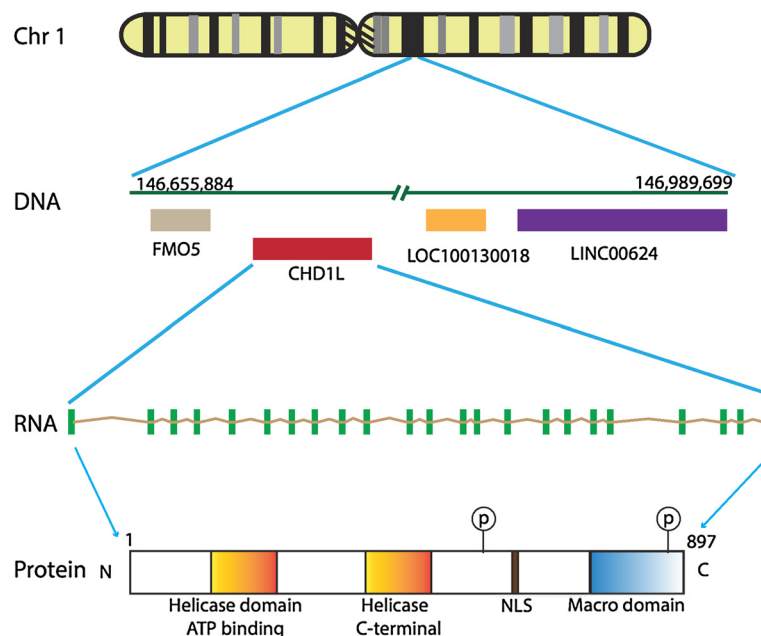 Chr 1
146,655,884
146,989,699
DNA
FMO5
LOC100130018
LINC00624
CHD1L
RNA
P
P
1
897
Protein
N
C
Helicase domain
ATP binding
Helicase
C-terminal
NLS
Macro domain